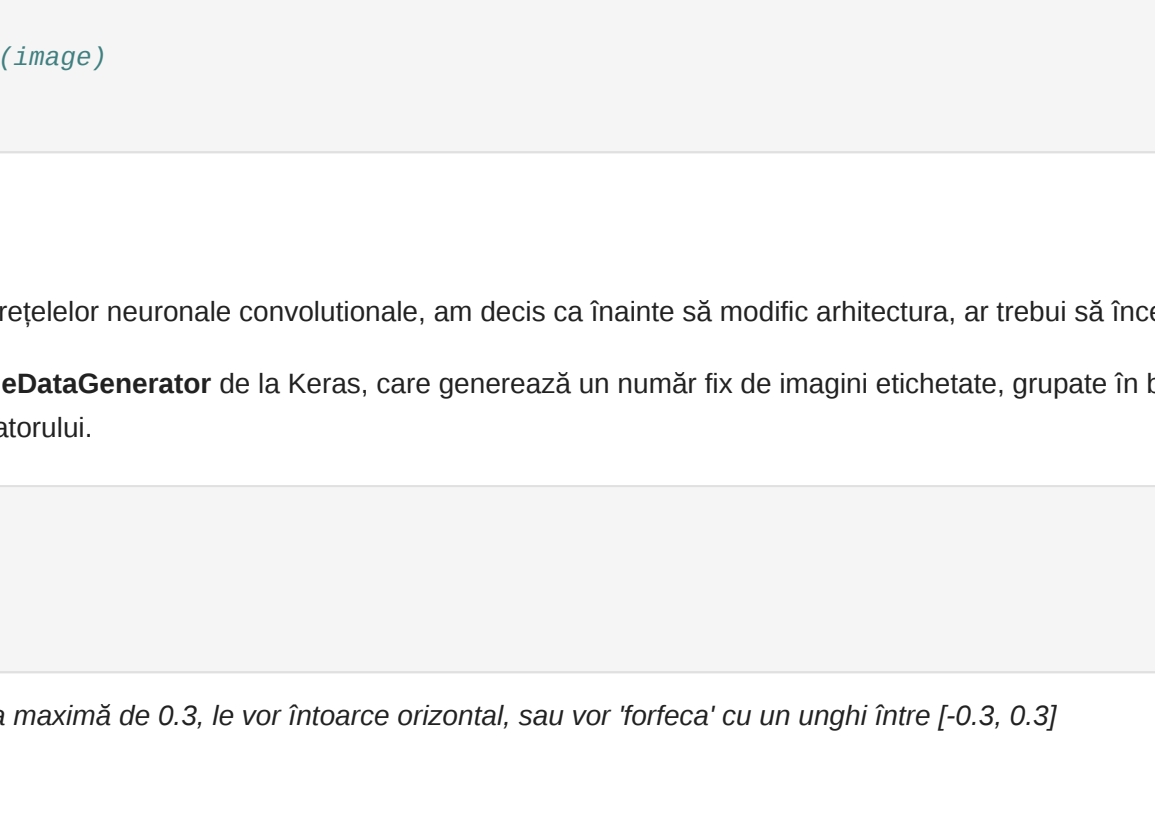 (image)
rețelelor neuronale convolutionale, am decis ca înainte să modific arhitectura, ar trebui să înce
eDataGenerator de la Keras, care generează un număr fix de imagini etichetate, grupate în b
atorului.
a maximă de 0.3, le vor întoarce orizontal, sau vor 'forfeca' cu un unghi între [-0.3, 0.3]